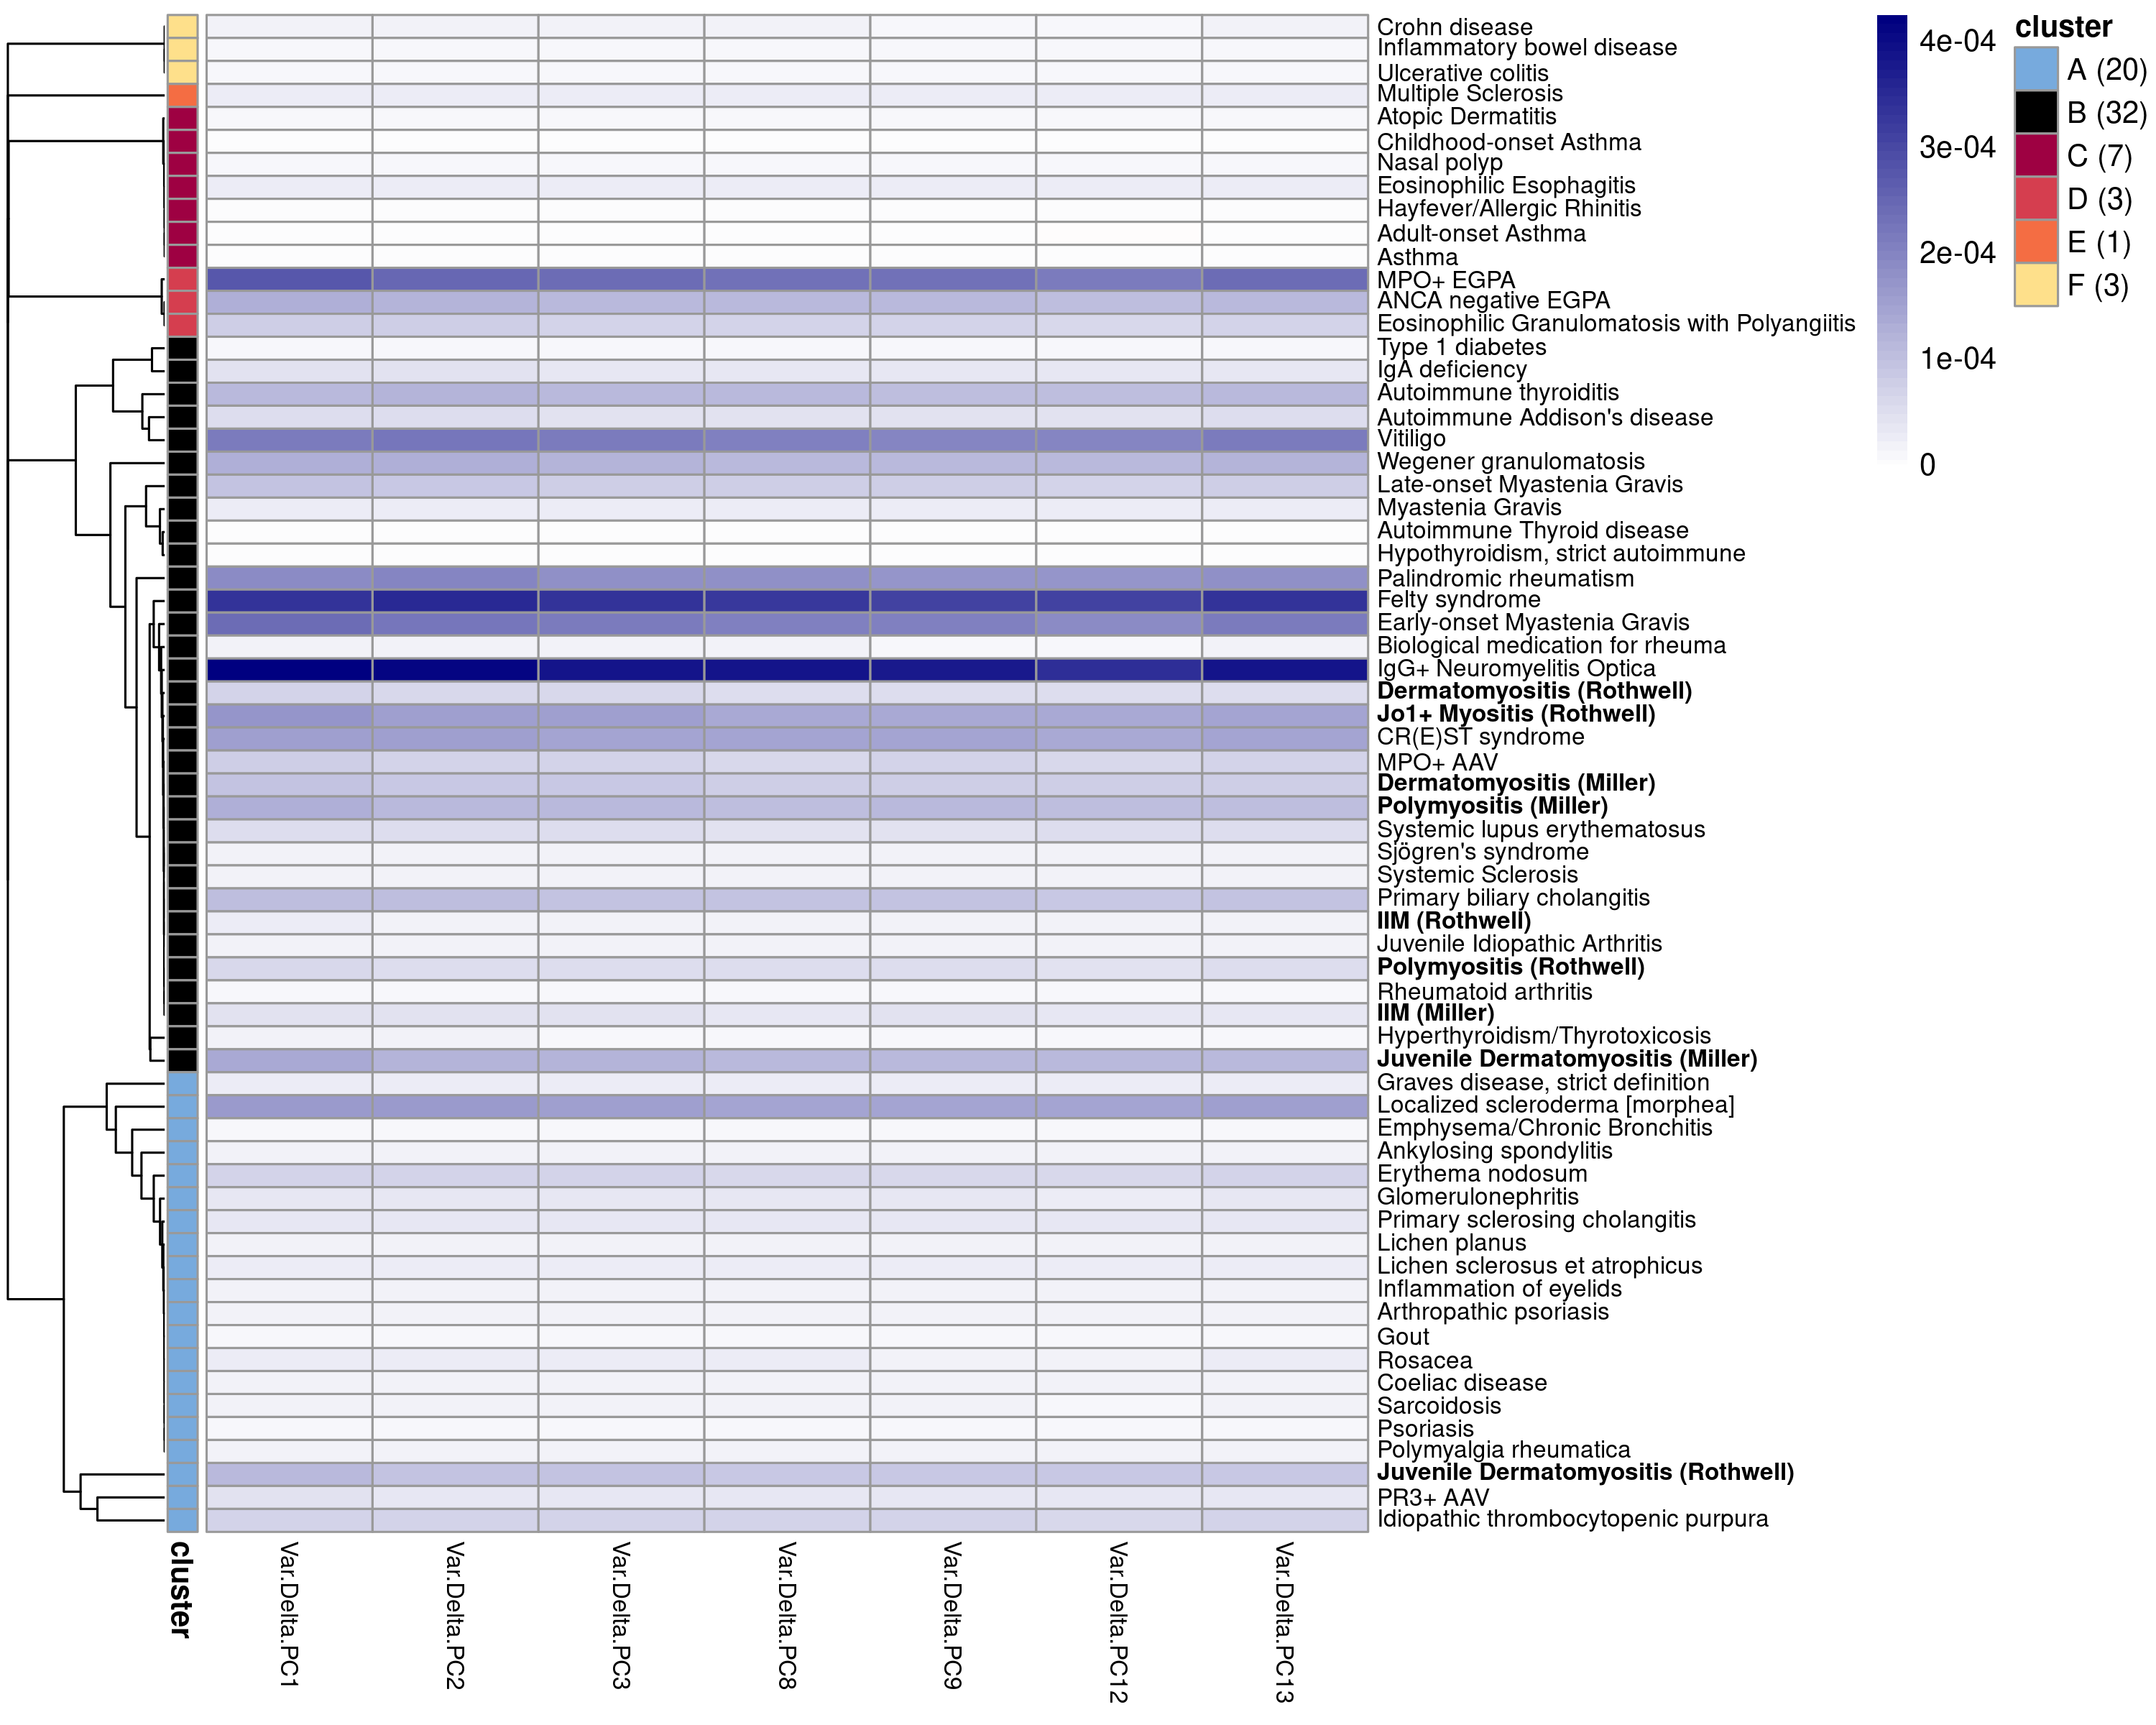 Crohn disease
Inflammatory bowel disease
Ulcerative colitis
Multiple Sclerosis
Atopic Dermatitis
Childhood-onset Asthma
Nasal polyp
Eosinophilic Esophagitis
Hayfever/Allergic Rhinitis
Adult-onset Asthma
Asthma
MPO+ EGPA
ANCA negative EGPA
Eosinophilic Granulomatosis with Polyangiitis
Type 1 diabetes
IgA deficiency
Autoimmune thyroiditis
Autoimmune Addison's disease
Vitiligo
Wegener granulomatosis
Late-onset Myastenia Gravis
Myastenia Gravis
Autoimmune Thyroid disease
Hypothyroidism, strict autoimmune
Palindromic rheumatism
Felty syndrome
Early-onset Myastenia Gravis
Biological medication for rheuma
IgG+ Neuromyelitis Optica
Dermatomyositis (Rothwell)
Jo1+ Myositis (Rothwell)
CR(E)ST syndrome
MPO+ AAV
Dermatomyositis (Miller)
Polymyositis (Miller)
Systemic lupus erythematosus
Sjögren's syndrome
Systemic Sclerosis
Primary biliary cholangitis
IIM (Rothwell)
Juvenile Idiopathic Arthritis
Polymyositis (Rothwell)
Rheumatoid arthritis
IIM (Miller)
Hyperthyroidism/Thyrotoxicosis
Juvenile Dermatomyositis (Miller)
Graves disease, strict definition
Localized scleroderma [morphea]
Emphysema/Chronic Bronchitis
Ankylosing spondylitis
Erythema nodosum
Glomerulonephritis
Primary sclerosing cholangitis
Lichen planus
Lichen sclerosus et atrophicus
Inflammation of eyelids
Arthropathic psoriasis
Gout
Rosacea
Coeliac disease
Sarcoidosis
Psoriasis
Polymyalgia rheumatica
Juvenile Dermatomyositis (Rothwell)
PR3+ AAV
Idiopathic thrombocytopenic purpura
4e-04
3e-04
2e-04
1e-04
0
cluster
A (20)
B (32)
C (7)
D (3)
E (1)
F (3)
cluster
Var.Delta.PC1
Var.Delta.PC2
Var.Delta.PC3
Var.Delta.PC8
Var.Delta.PC9
Var.Delta.PC12
Var.Delta.PC13